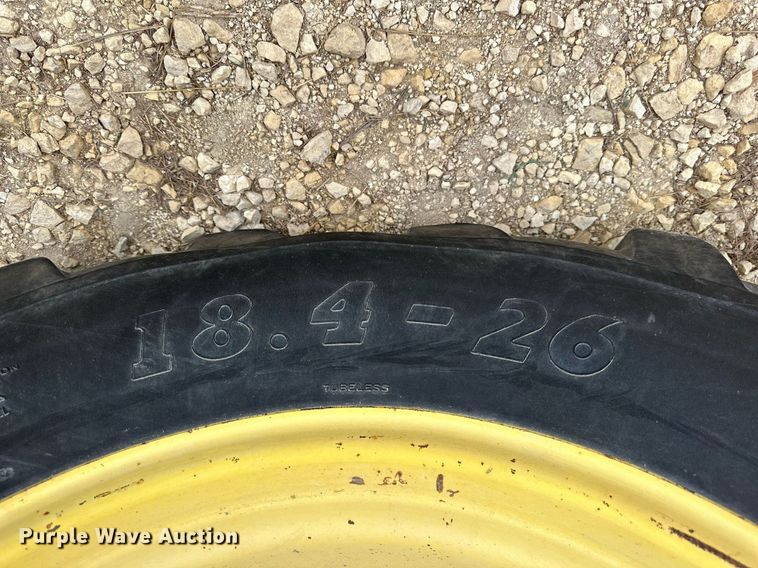 18.4-26
TUBELESS
Purple Wave Auction